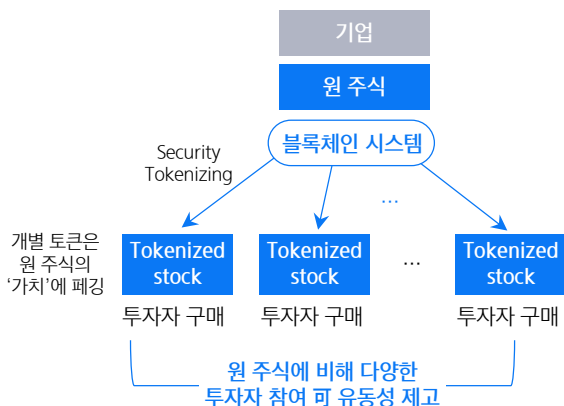 기업
원 주식
블록체인 시스템
Security
Tokenizing
...
개별 토큰은
원 주식의
‘가치’에 페깅
Tokenized
stock
Tokenized
stock
...
Tokenized
stock
투자자 구매
투자자 구매
투자자 구매
원 주식에 비해 다양한
투자자 참여 可 유동성 제고